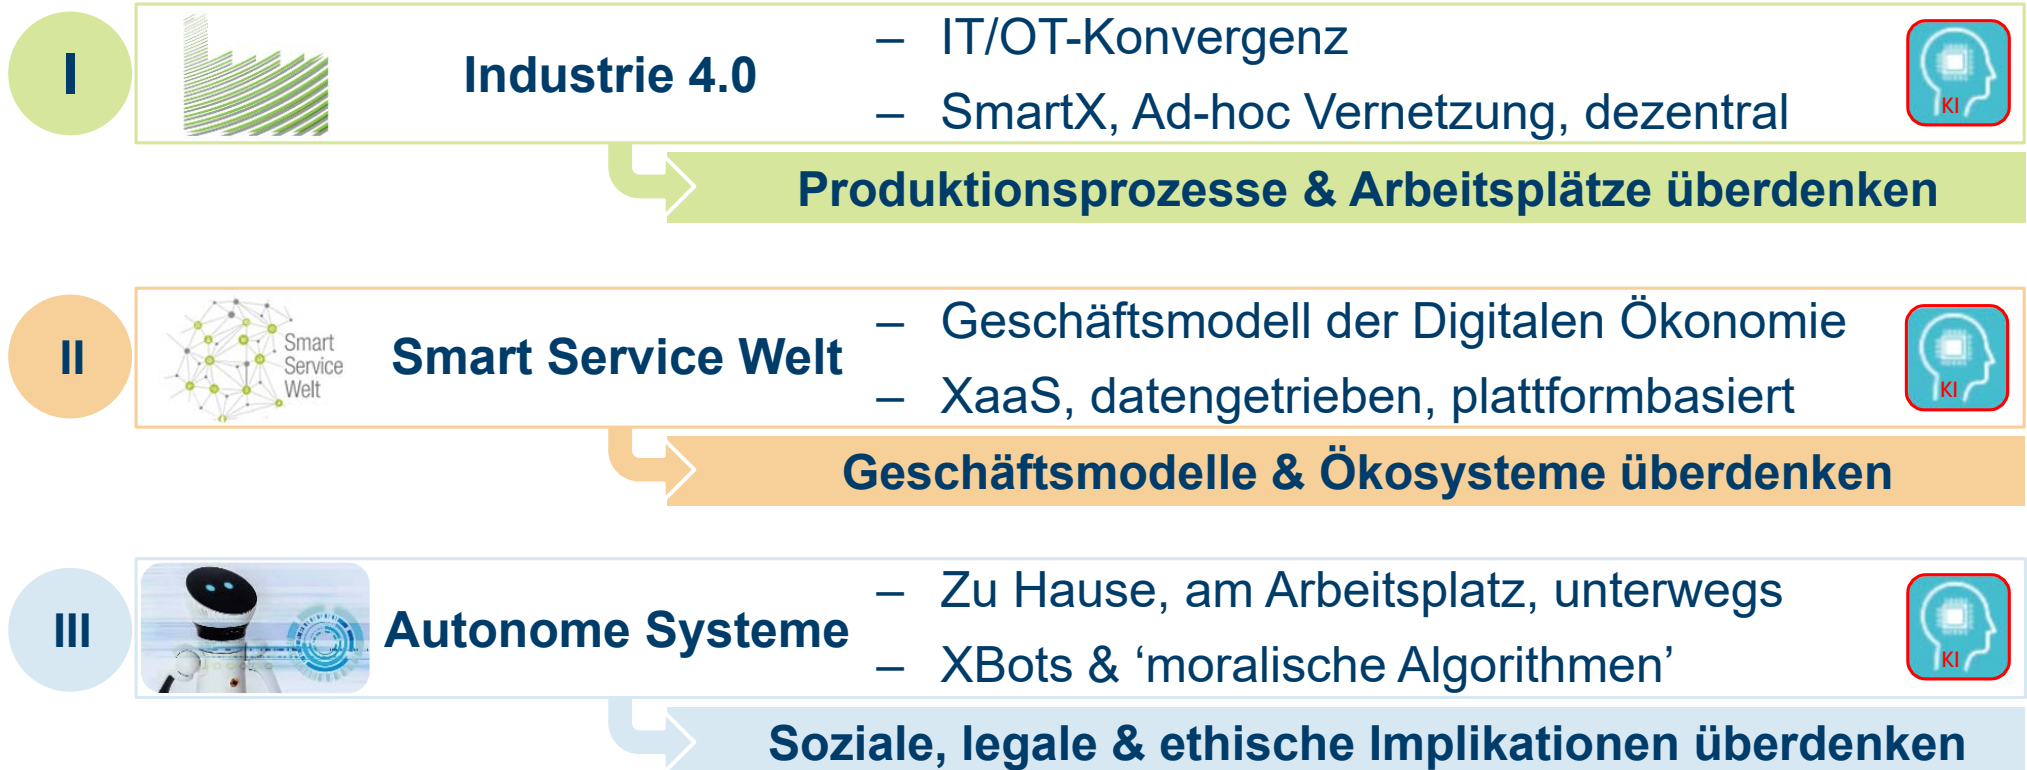 I
Industrie 4.0
– IT/OT-Konvergenz
– SmartX, Ad-hoc Vernetzung, dezentral
KI
Produktionsprozesse & Arbeitsplätze überdenken
II
Smart
Service
Welt
Smart Service Welt
– Geschäftsmodell der Digitalen Ökonomie
– XaaS, datengetrieben, plattformbasiert
KI
Geschäftsmodelle & Ökosysteme überdenken
III
Autonome Systeme
– Zu Hause, am Arbeitsplatz, unterwegs
– XBots & ‘moralische Algorithmen’
KI
Soziale, legale & ethische Implikationen überdenken